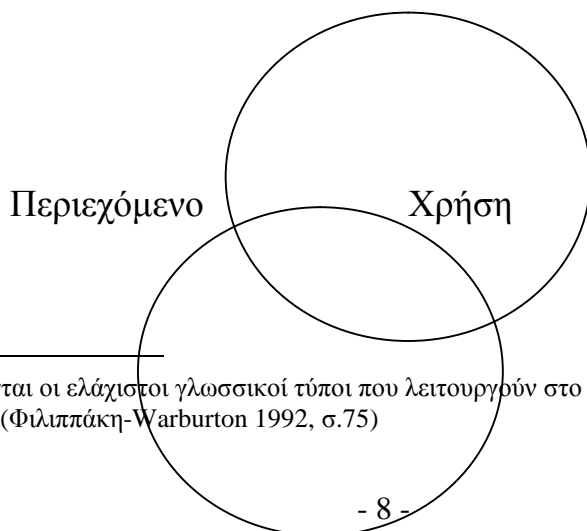 Περιεχόμενο Χρήση
ται οι ελάχιστοι γλωσσικοί τύποι που λειτουργούν στο
(Φιλιππάκη-Warburton 1992, σ.75)
- 8 -